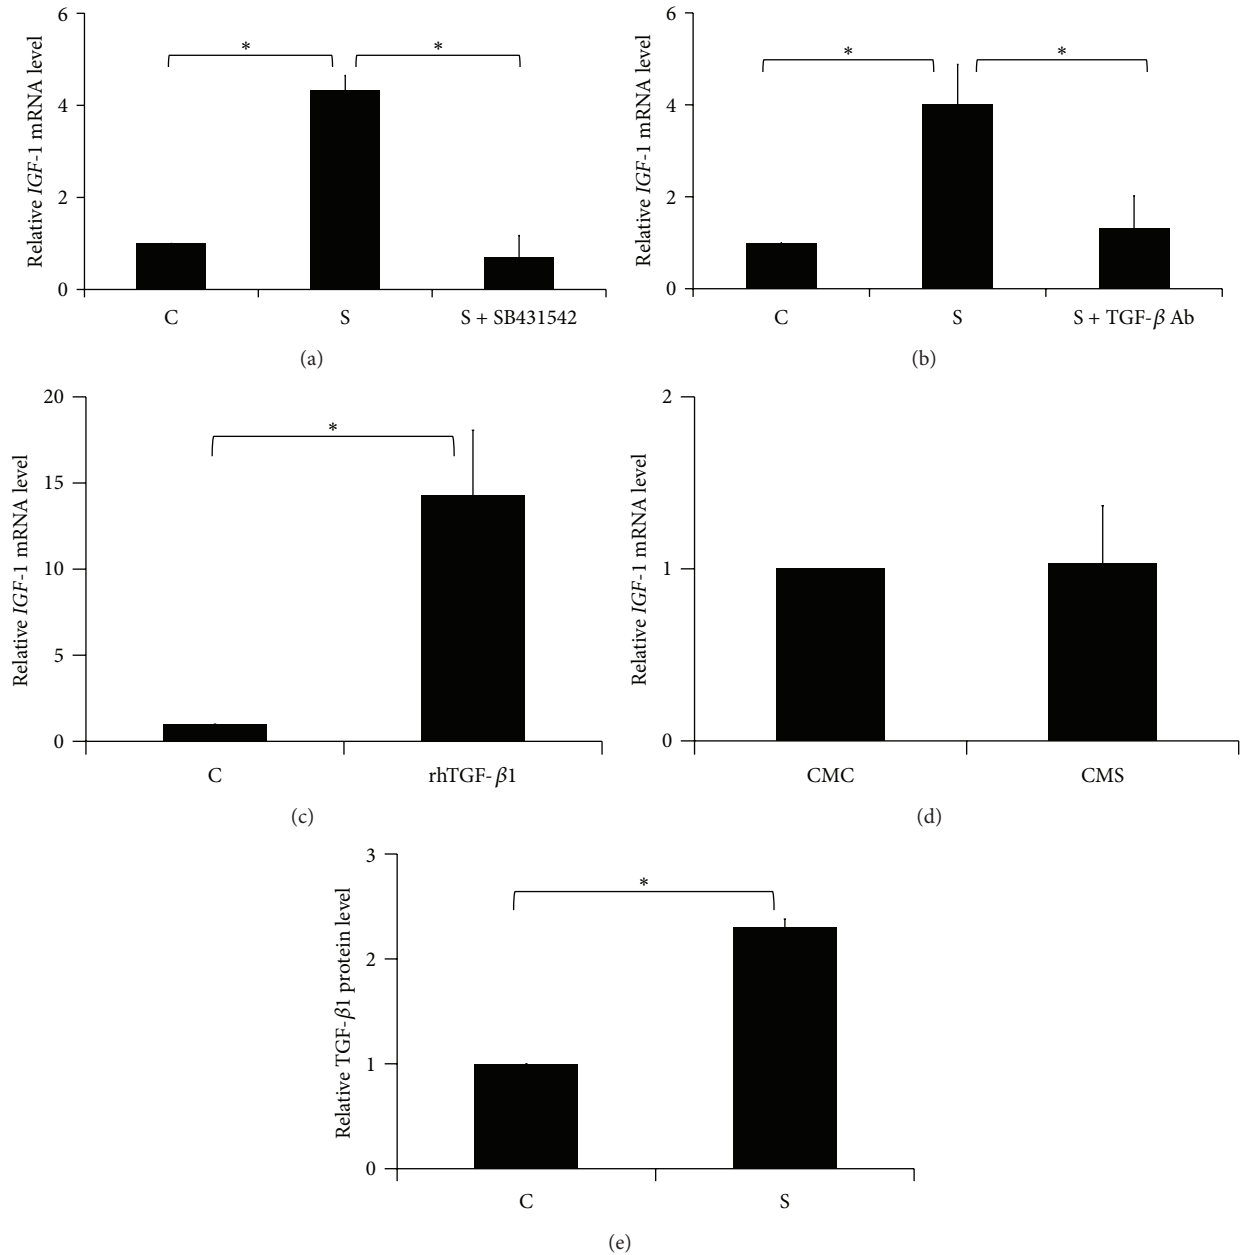 6
4
2
0
Relative IGF-1 mRNA level
*
*
C
S
S + SB431542
(a)
6
4
2
0
Relative IGF-1 mRNA level
*
*
C
S
S + TGF-β Ab
(b)
20
15
10
5
0
Relative IGF-1 mRNA level
*
C
rhTGF-β1
(c)
2
1
0
Relative IGF-1 mRNA level
CMC
CMS
(d)
3
2
1
0
Relative TGF-β1 protein level
*
C
S
(e)